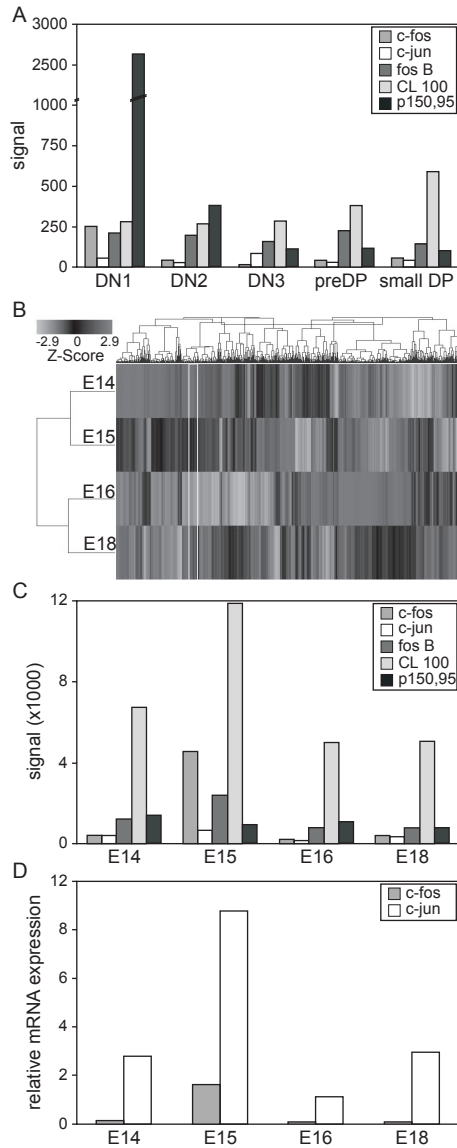 A
3000
2500
1000
750
500
250
0
signal
c-fos
c-jun
fos B
CL 100
p150,95
DN1 DN2 DN3 preDP small DP
B
-2.9 0 2.9
Z-Score
E14
E15
E16
E18
C
12
8
4
0
signal (x1000)
c-fos
c-jun
fos B
CL 100
p150,95
E14 E15 E16 E18
D
12
8
6
4
2
0
relative mRNA expression
c-fos
c-jun
E14 E15 E16 E18